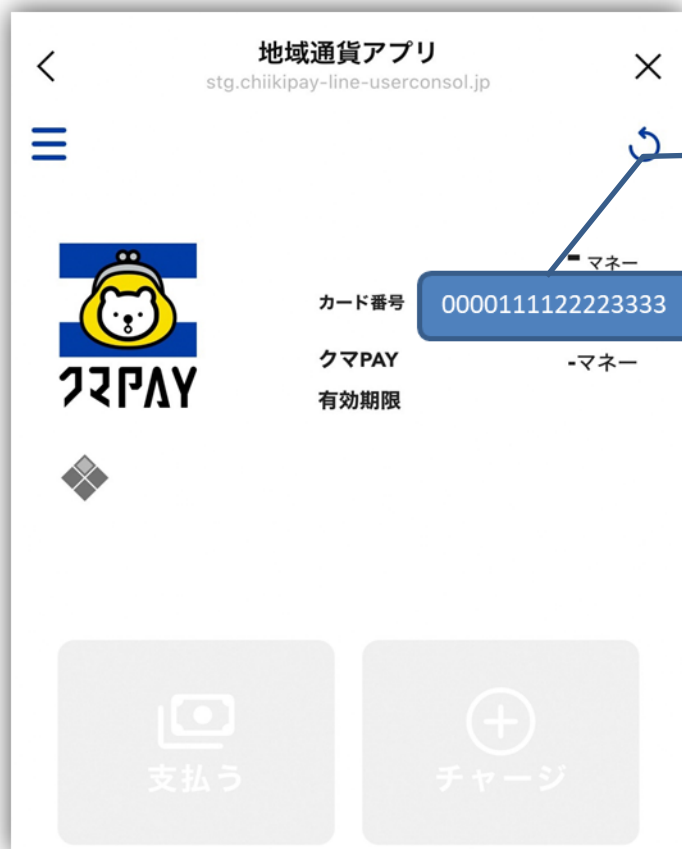 地域通貨アプリ
stg.chiikipay-line-userconsol.jp
- マネー
カード番号 0000111122223333
クマPAY -マネー
有効期限
クマPAY
支払う チャージ